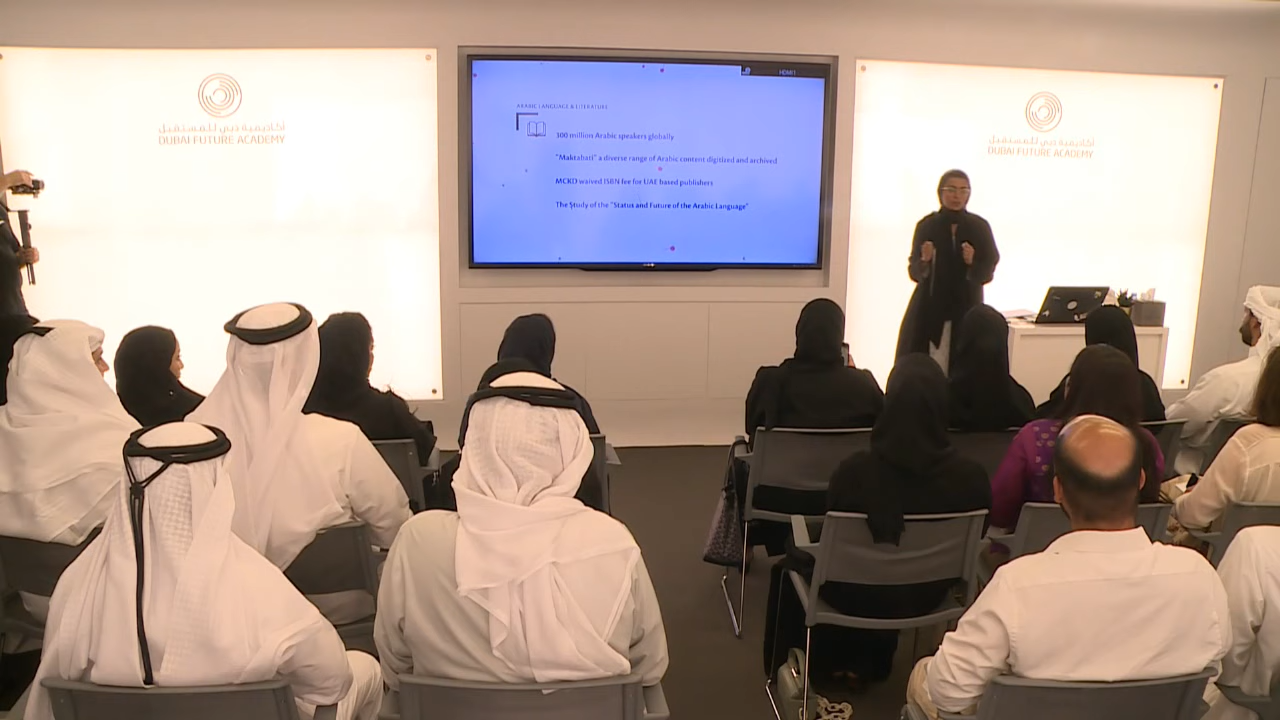 أكاديمية دبي للمستقبل
DUBAI FUTURE ACADEMY
HDMI1
ARABIC LANGUAGE & LITERATURE
300 million Arabic speakers globally
"Maktabati" a diverse range of Arabic content digitized and archived
MCKD waived ISBN fee for UAE based publishers
The Study of the "Status and Future of the Arabic Language"
أكاديمية دبي للمستقبل
DUBAI FUTURE ACADEMY